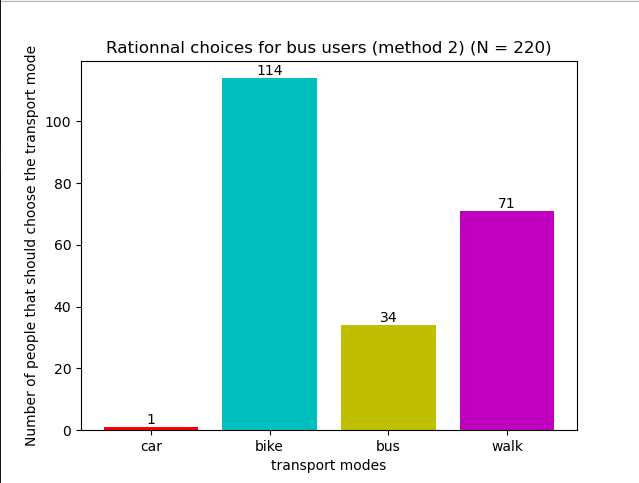 Rationnal choices for bus users (method 2) (N = 220)
Number of people that should choose the transport mode
100
80
60
40
20
0
1
114
34
71
car
bike
bus
walk
transport modes